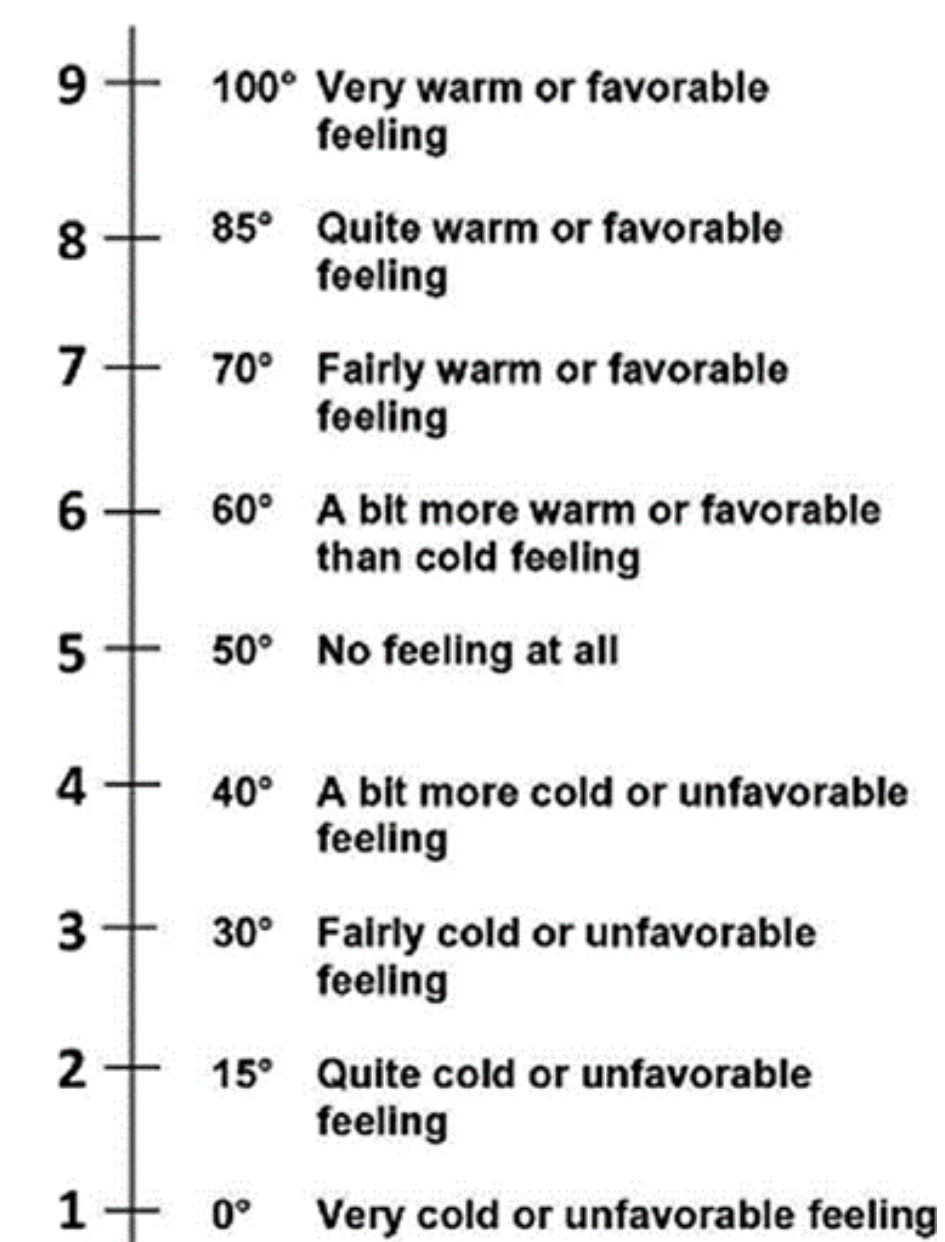 9 100° Very warm or favorable
feeling
8 85° Quite warm or favorable
feeling
7 70° Fairly warm or favorable
feeling
6 60° A bit more warm or favorable
than cold feeling
5 50° No feeling at all
4 40° A bit more cold or unfavorable
feeling
3 30° Fairly cold or unfavorable
feeling
2 15° Quite cold or unfavorable
feeling
1 0° Very cold or unfavorable feeling